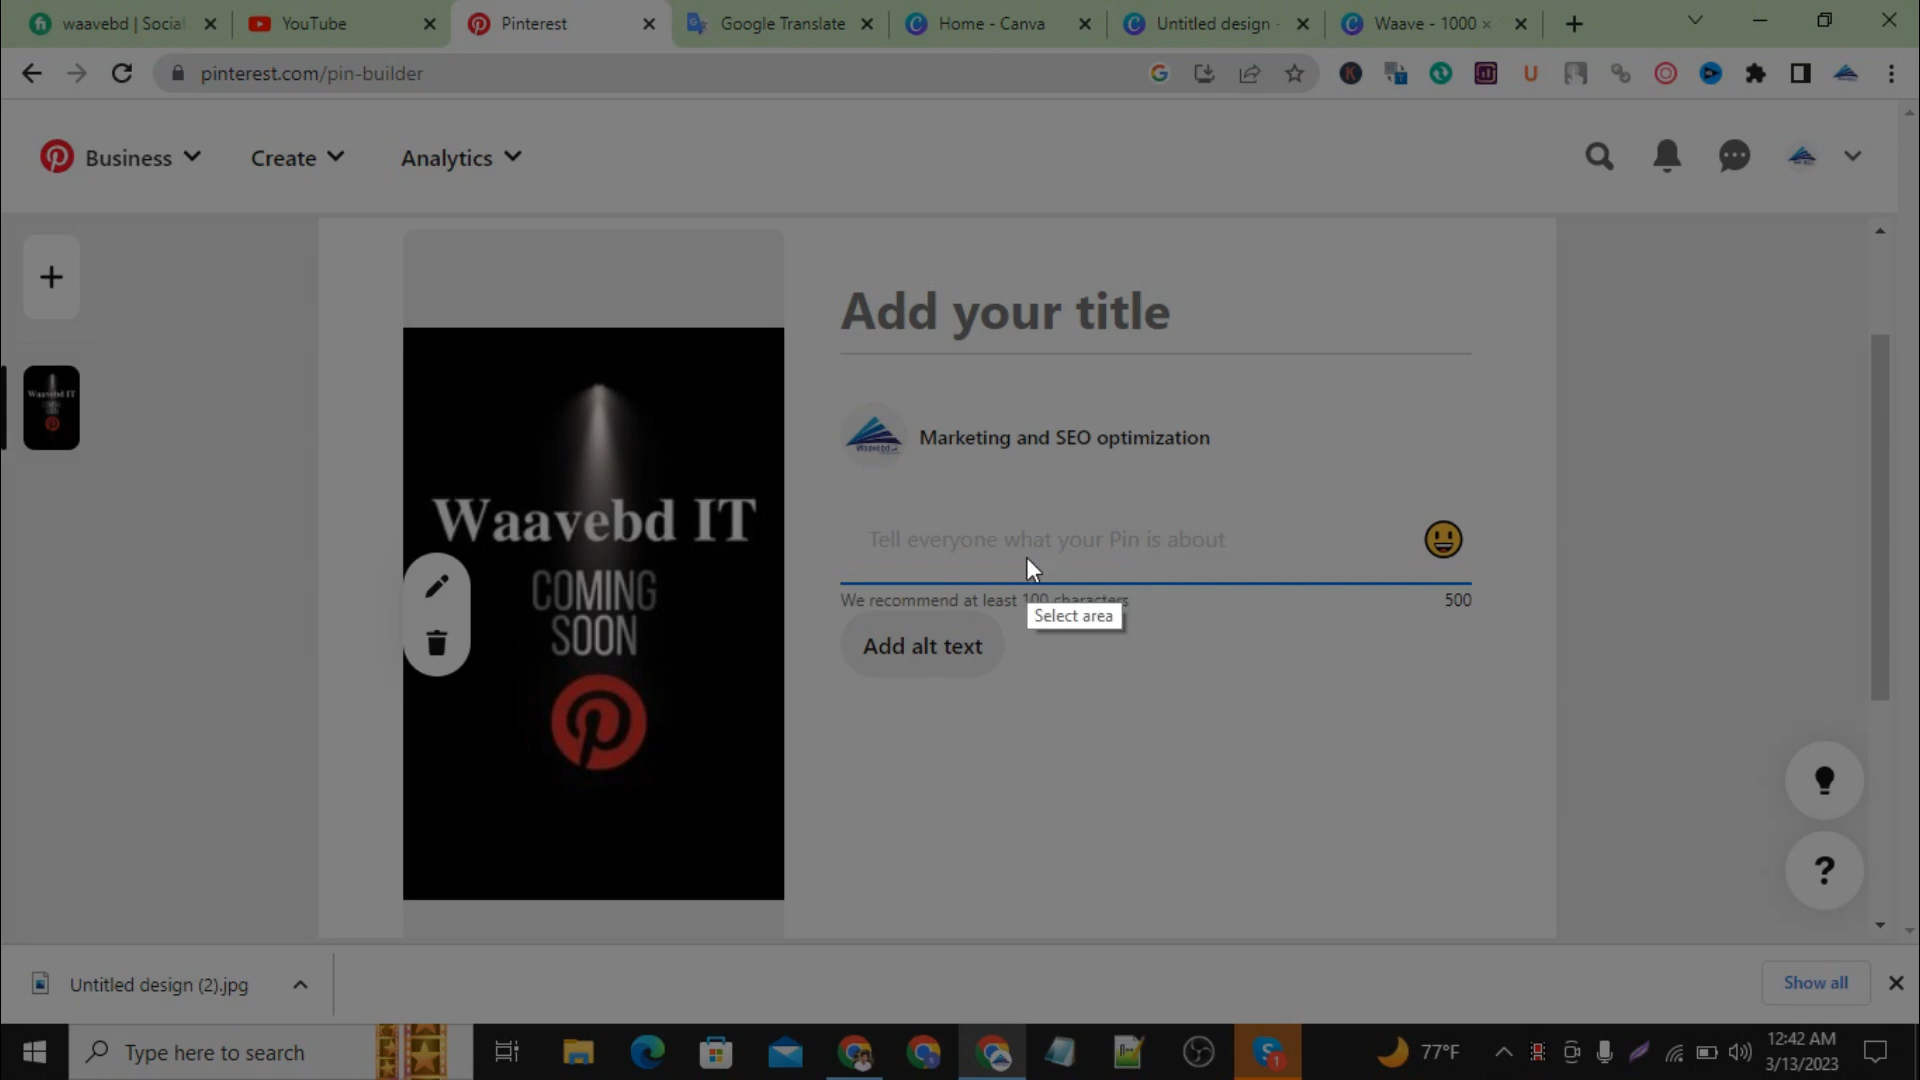 waavebd | Social
YouTube
Pinterest
Google Translate
Home - Canva
Untitled design -
Waave - 1000 ×
pinterest.com/pin-builder
Business
Create
Analytics
Add your title
Waavebd IT
COMING
SOON
Marketing and SEO optimization
Tell everyone what your Pin is about
We recommend at least 100 characters
500
Select area
Add alt text
Untitled design (2).jpg
Show all
Type here to search
77°F
12:42 AM
3/13/2023